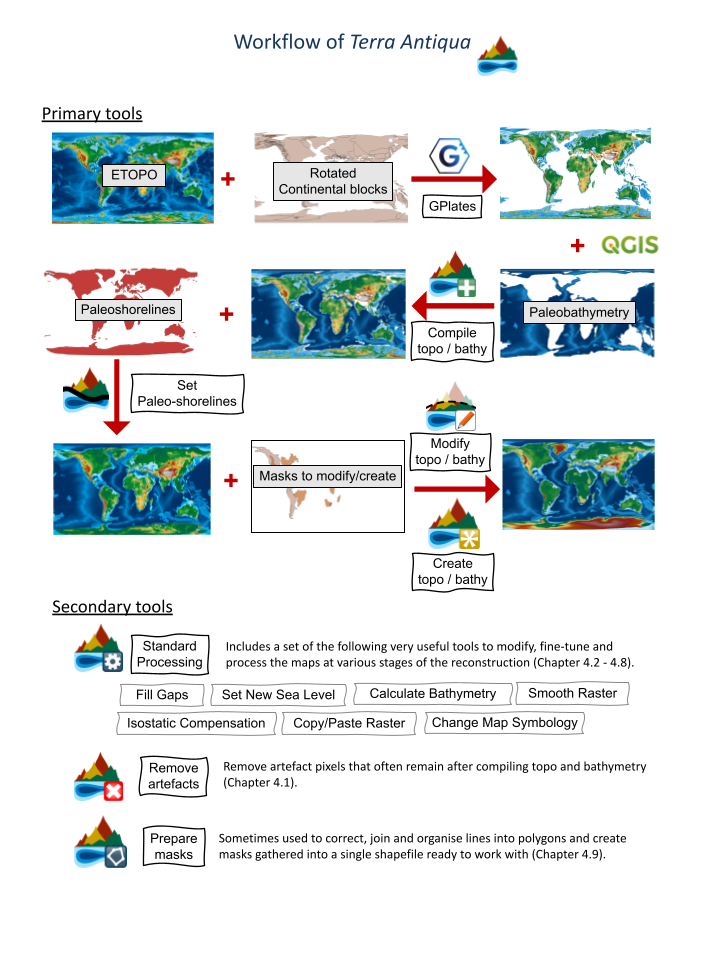 Workflow of Terra Antiqua
Primary tools
ETOPO
+
Rotated
Continental blocks
G
GPlates
+ QGIS
Paleoshorelines
+
Compile
topo / bathy
Paleobathymetry
Set
Paleo-shorelines
+
Masks to modify/create
Modify
topo / bathy
Create
topo / bathy
Secondary tools
Standard
Processing
Includes a set of the following very useful tools to modify, fine-tune and
process the maps at various stages of the reconstruction (Chapter 4.2 - 4.8).
Fill Gaps
Set New Sea Level
Calculate Bathymetry
Smooth Raster
Isostatic Compensation
Copy/Paste Raster
Change Map Symbology
Remove
artefacts
Remove artefact pixels that often remain after compiling topo and bathymetry
(Chapter 4.1).
Prepare
masks
Sometimes used to correct, join and organise lines into polygons and create
masks gathered into a single shapefile ready to work with (Chapter 4.9).